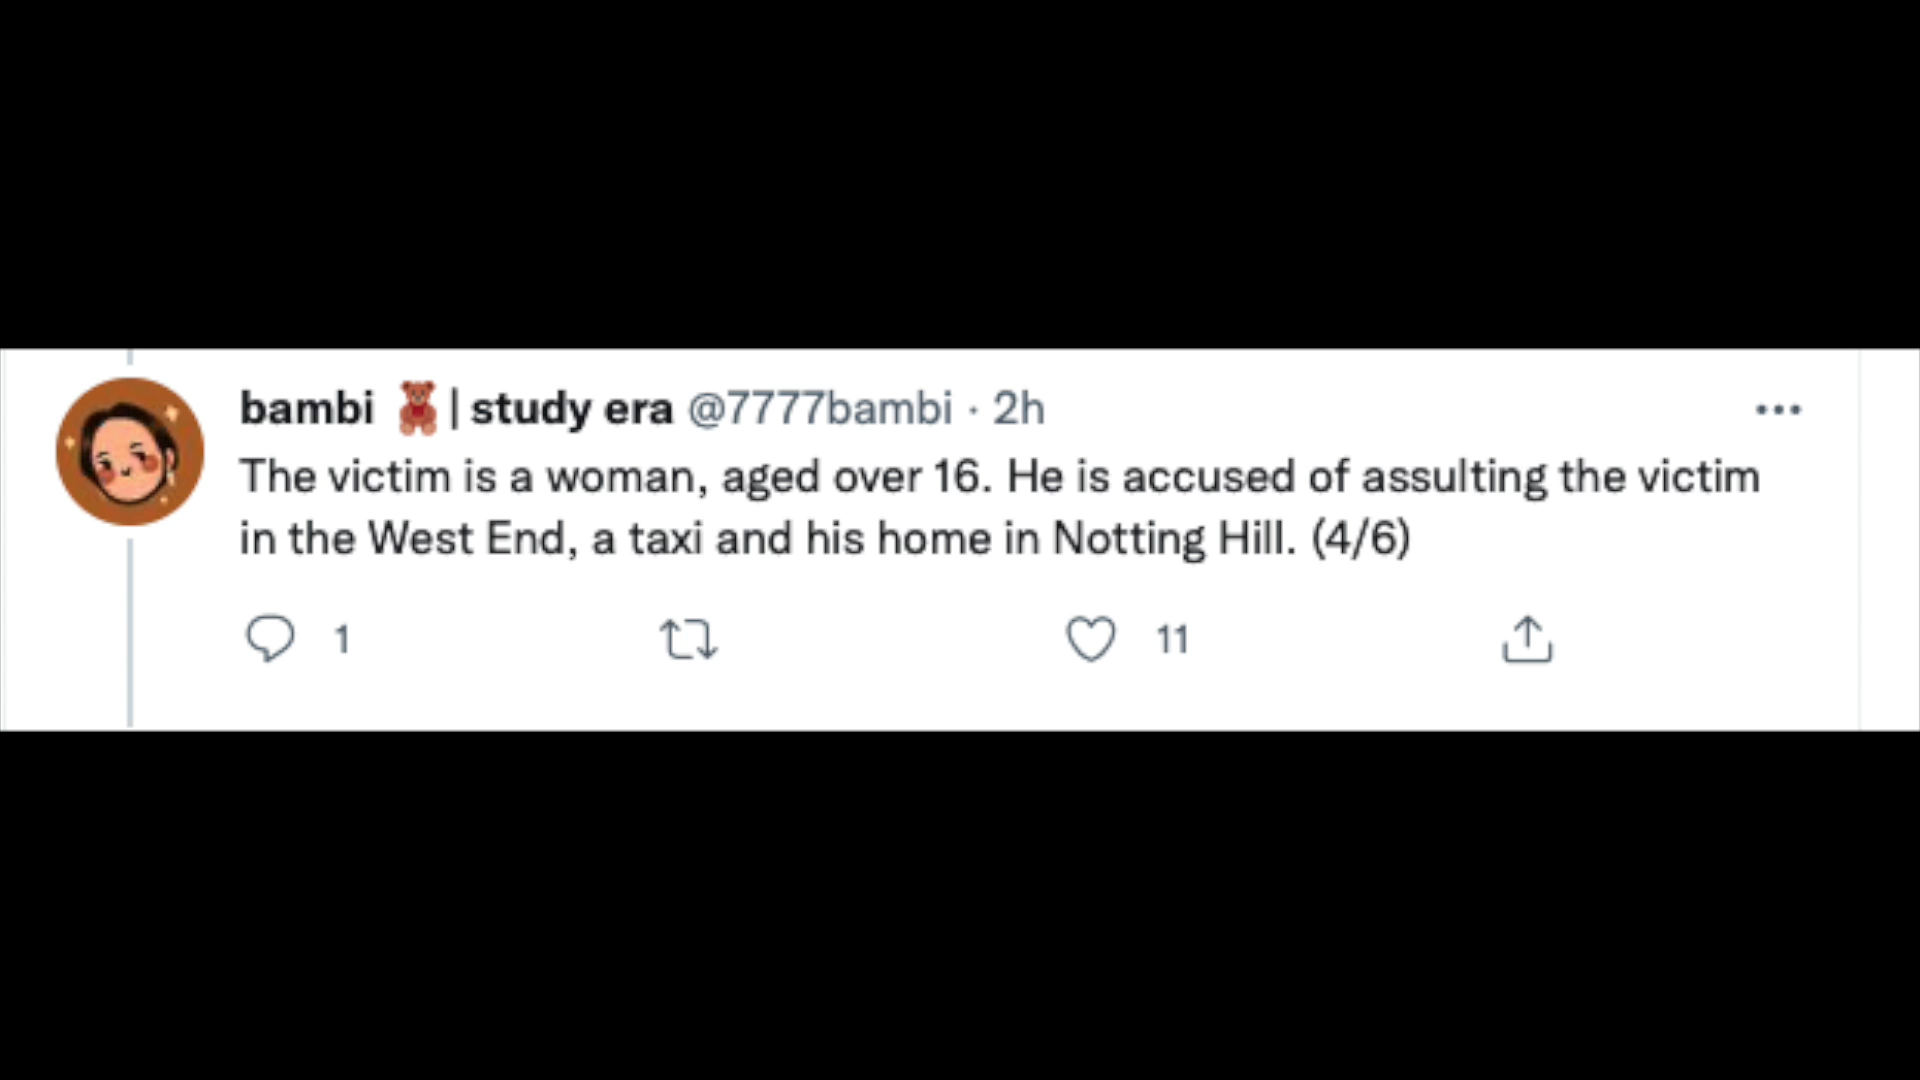 bambi 🧸| study era @7777bambi · 2h
The victim is a woman, aged over 16. He is accused of assulting the victim
in the West End, a taxi and his home in Notting Hill. (4/6)
1 11